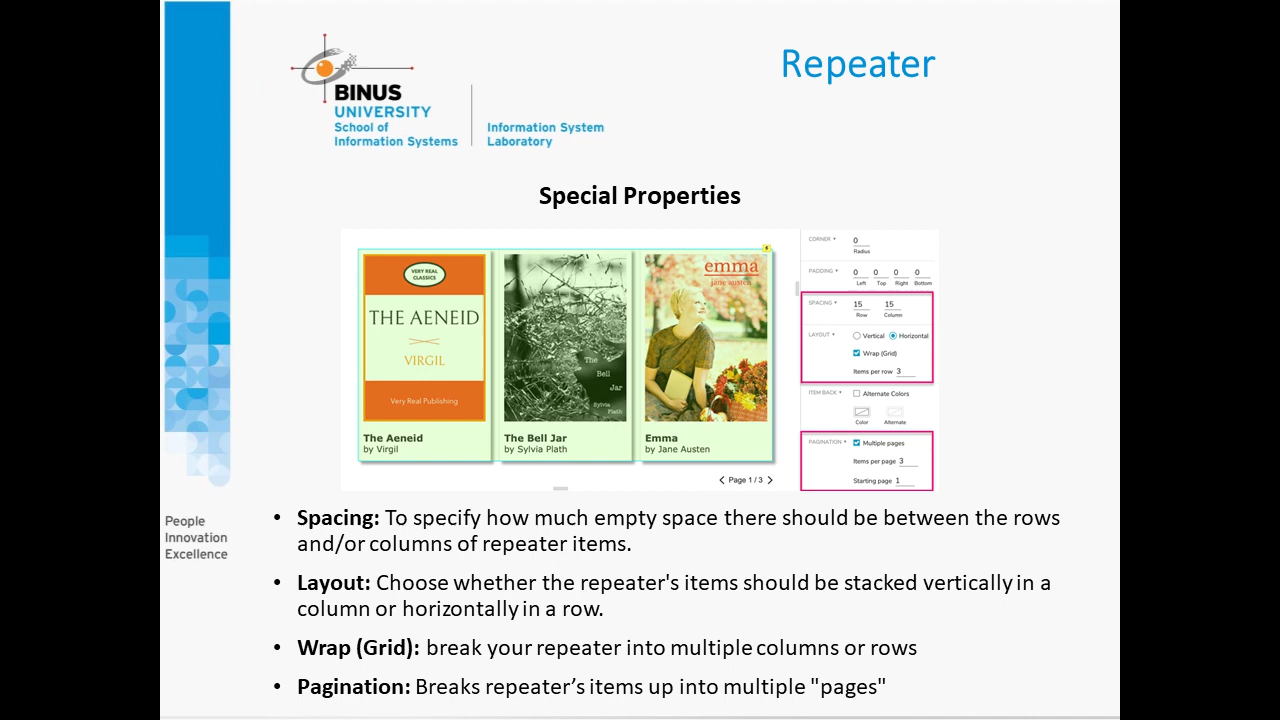 Repeater
BINUS
UNIVERSITY
School of
Information Systems
Information System
Laboratory
Special Properties
VERY REAL
CLASSICS
THE AENEID
VIRGIL
Very Real Publishing
The Aeneid
by Virgil
The
Bell
Jar
Sylvia
Plath
The Bell Jar
by Sylvia Plath
emma
jane austen
Emma
by Jane Austen
6
< Page 1 / 3 >
CORNER
0
Radius
PADDING
0 0 0 0
Left Top Right Bottom
SPACING
15 15
Row Column
LAYOUT
Vertical Horizontal
Wrap (Grid)
Items per row 3
ITEM BACK
Alternate Colors
Color Alternate
PAGINATION
Multiple pages
Items per page 3
Starting page 1
People
Innovation
Excellence
• Spacing: To specify how much empty space there should be between the rows
and/or columns of repeater items.
• Layout: Choose whether the repeater's items should be stacked vertically in a
column or horizontally in a row.
• Wrap (Grid): break your repeater into multiple columns or rows
• Pagination: Breaks repeater’s items up into multiple "pages"